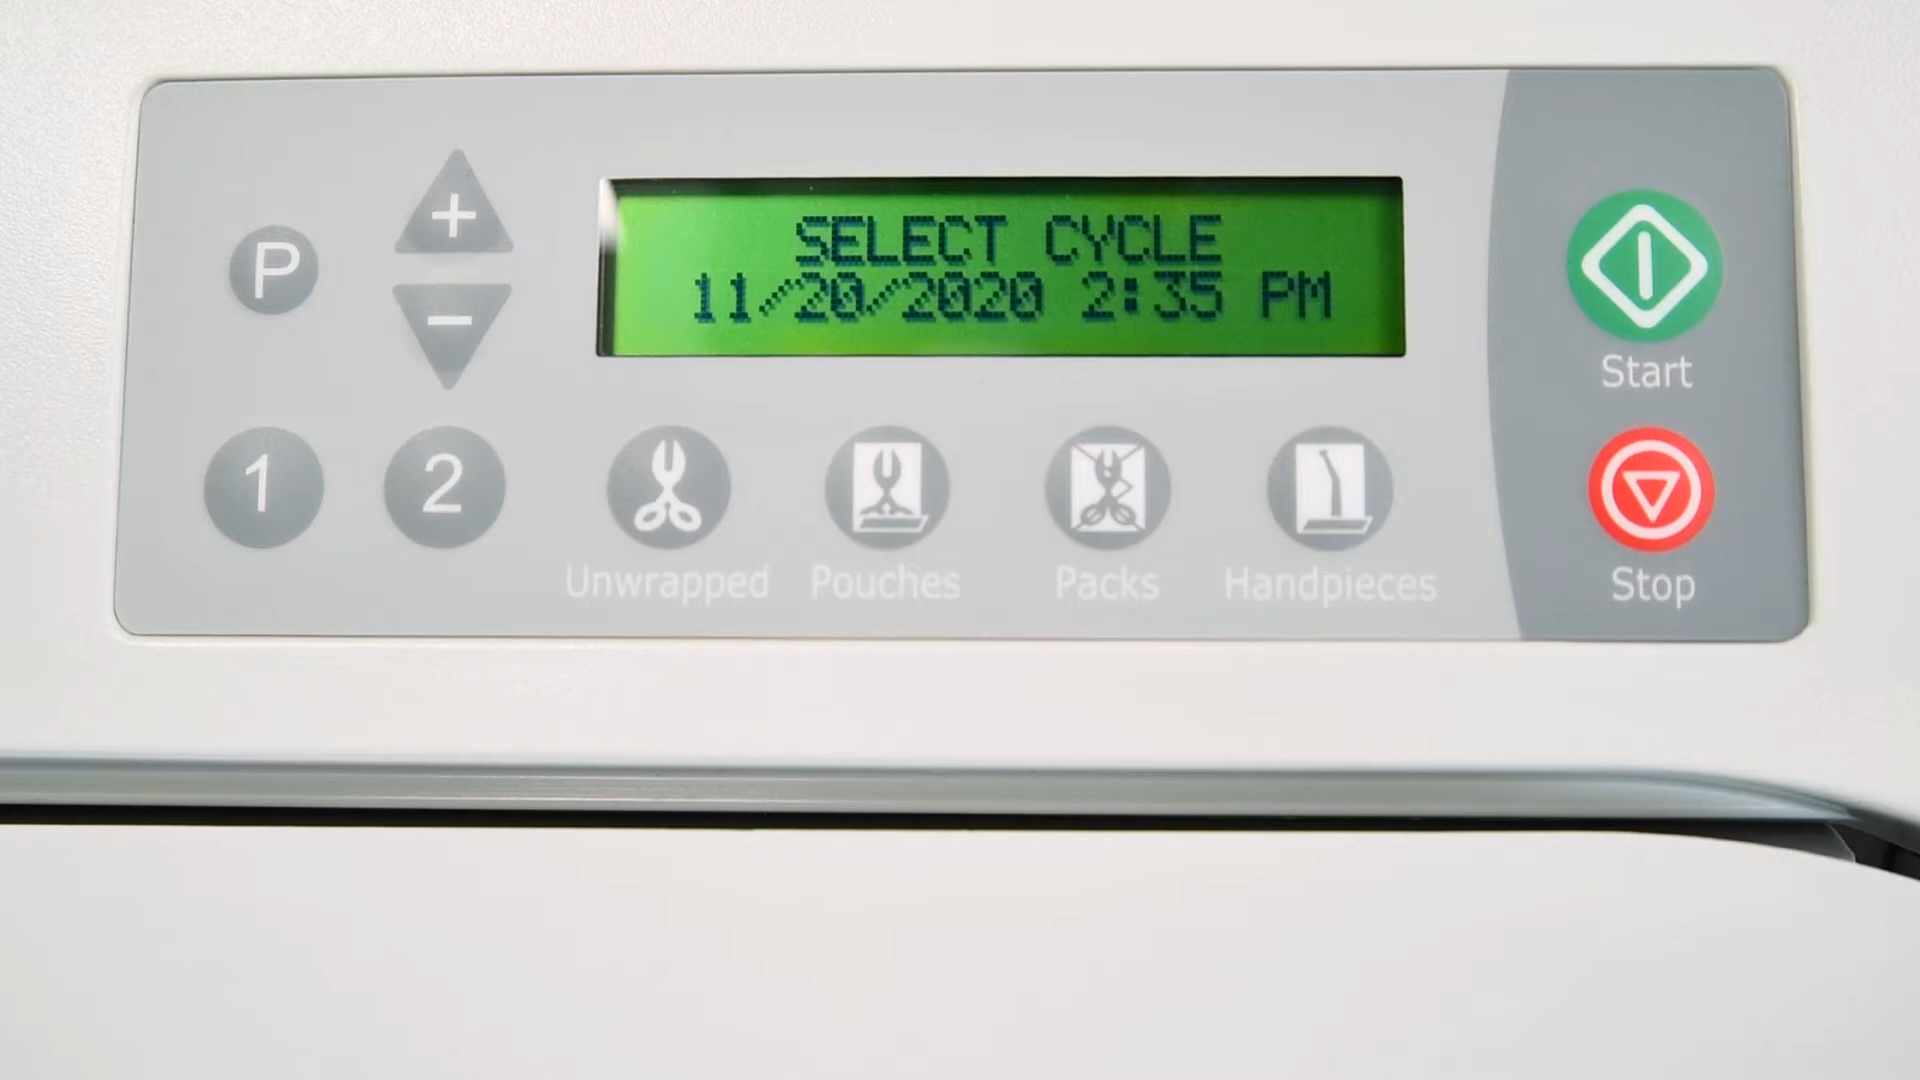 SELECT CYCLE
11/20/2020 2:35 PM
P
+
−
1
2
Unwrapped
Pouches
Packs
Handpieces
Start
Stop